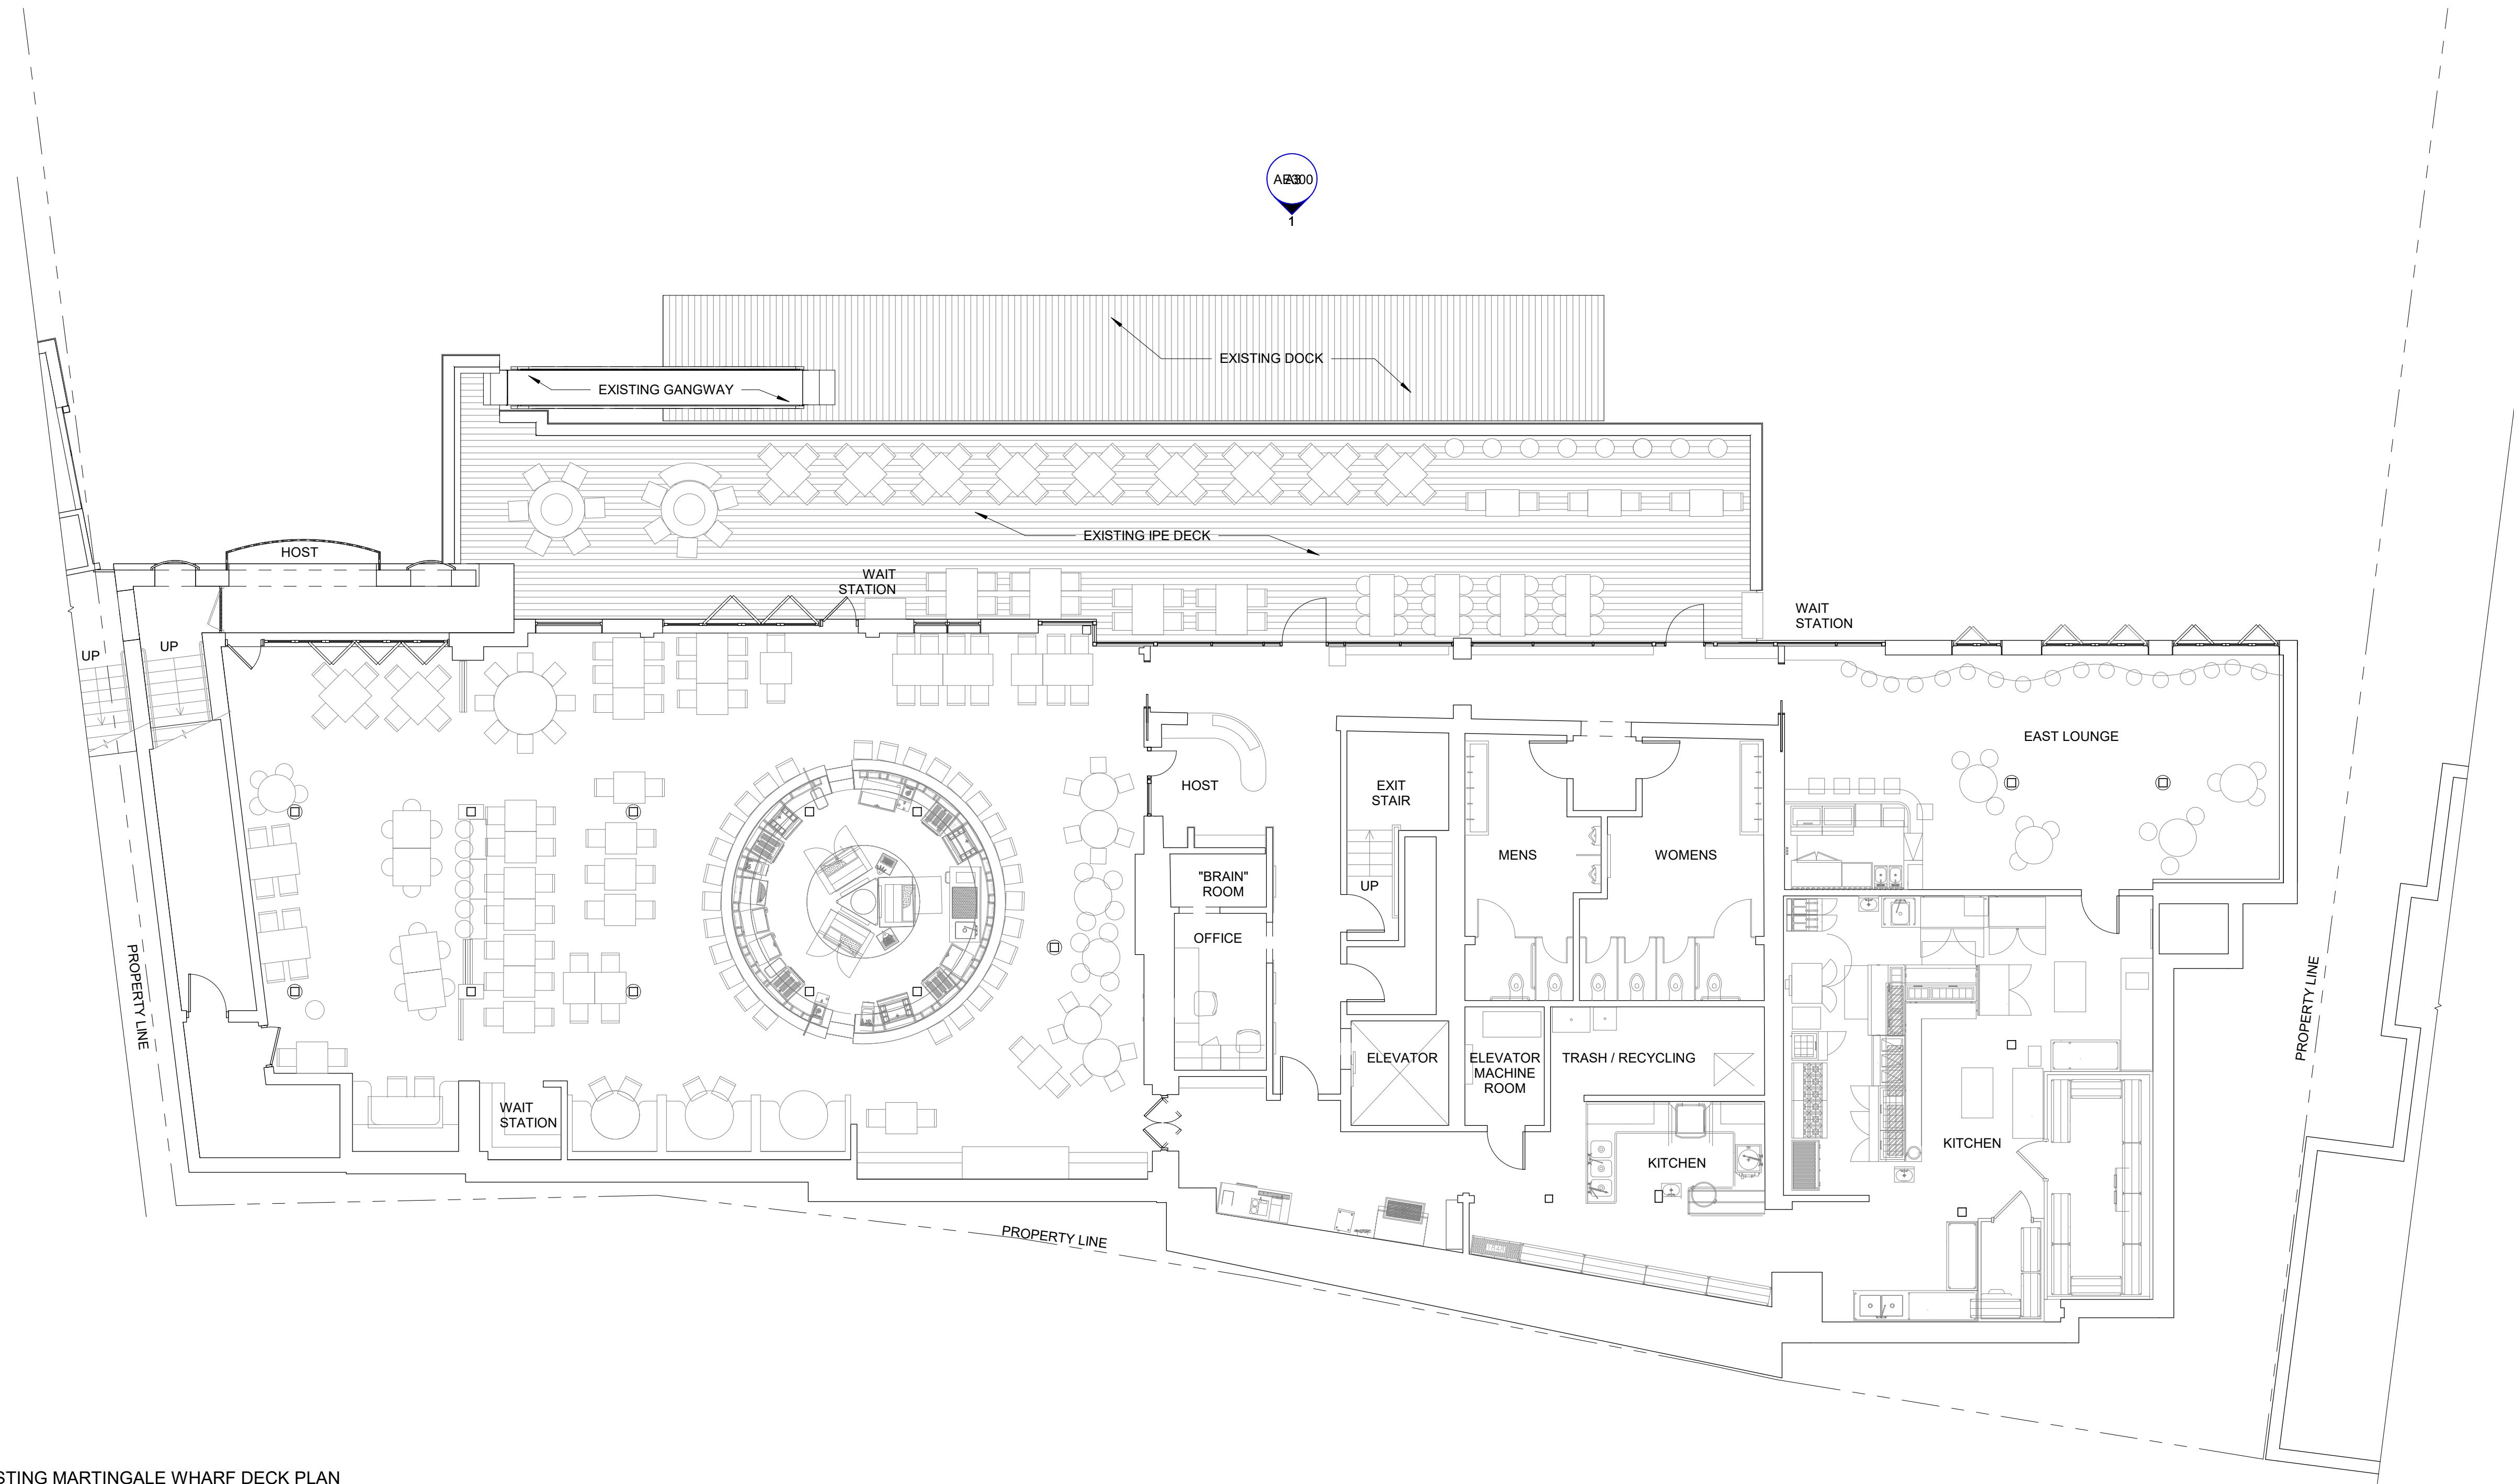 1
EXISTING DOCK
EXISTING GANGWAY
EXISTING IPE DECK
HOST
WAIT
STATION
WAIT
STATION
UP
UP
EAST LOUNGE
HOST
EXIT
STAIR
UP
MENS
WOMENS
"BRAIN"
ROOM
OFFICE
PROPERTY LINE
PROPERTY LINE
ELEVATOR
ELEVATOR
MACHINE
ROOM
TRASH / RECYCLING
WAIT
STATION
KITCHEN
KITCHEN
PROPERTY LINE
STING MARTINGALE WHARF DECK PLAN